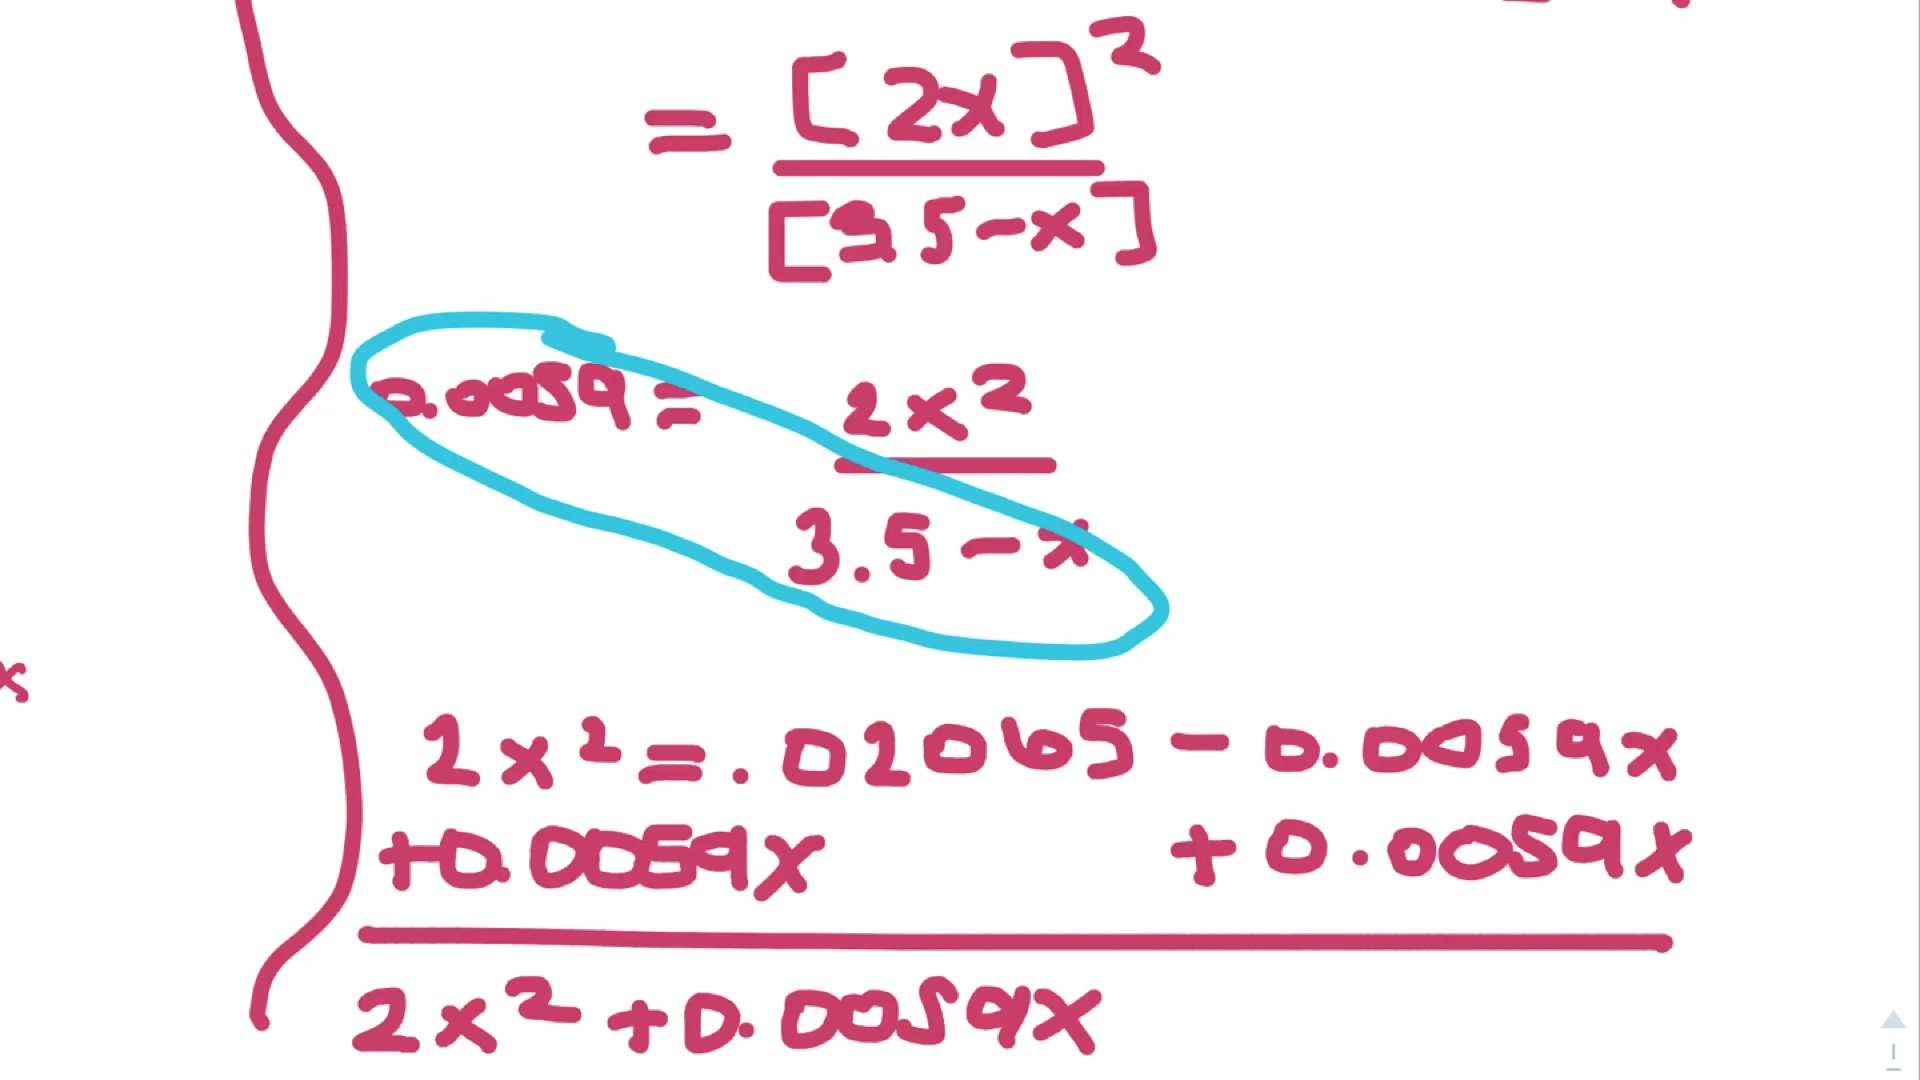 = [2x]²
[3 5 - x]
0.0059 = 2x²
3.5 - x
x
2x² = .02065 - 0.0059x
+0.0059x + 0.0059x
2x² + 0.0059x